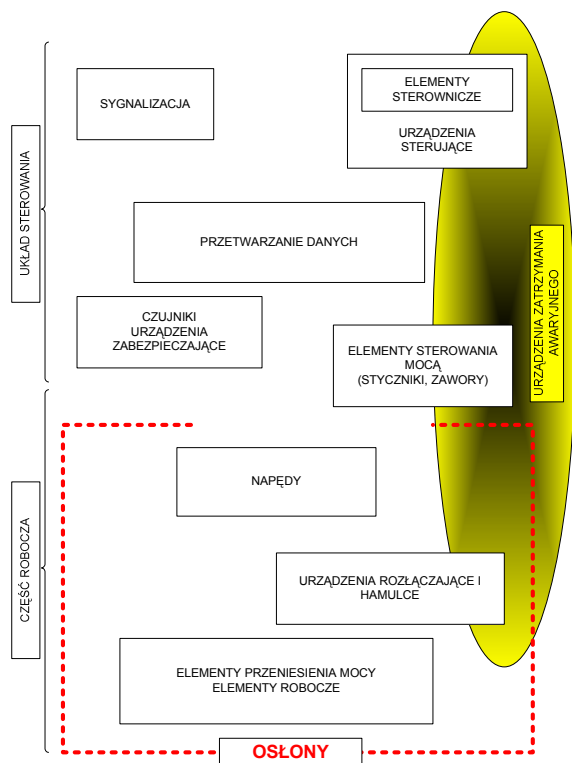 SYGNALIZACJA
ELEMENTY
STEROWNICZE
URZĄDZENIA
STERUJĄCE
UKŁAD STEROWANIA
PRZETWARZANIE DANYCH
URZĄDZENIA ZATRZYMANIA
AWARYJNEGO
CZUJNIKI
URZĄDZENIA
ZABEZPIECZAJĄCE
ELEMENTY STEROWANIA
MOCĄ
(STYCZNIKI, ZAWORY)
NAPĘDY
CZĘŚĆ ROBOCZA
URZĄDZENIA ROZŁĄCZAJĄCE I
HAMULCE
ELEMENTY PRZENIESIENIA MOCY
ELEMENTY ROBOCZE
OSŁONY